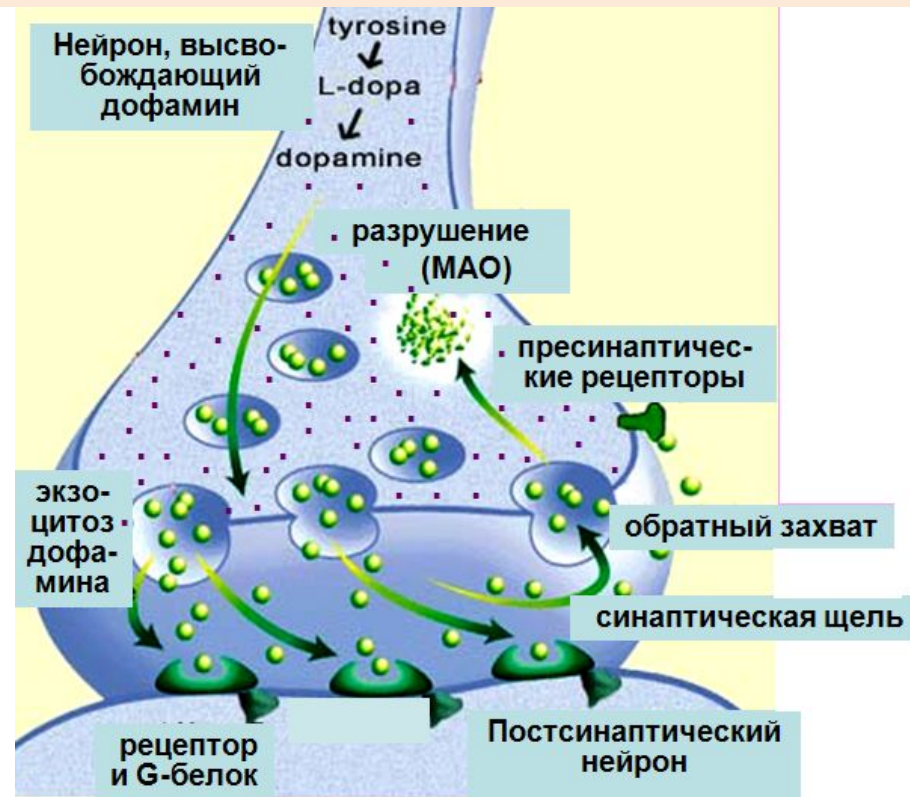 tyrosine
Нейрон, высво-
бождающий
дофамин
L-dopa
dopamine
разрушение
(МАО)
пресинаптичес-
кие рецепторы
экзо-
цитоз
дофа-
мина
обратный захват
синаптическая щель
рецептор
и G-белок
Постсинаптический
нейрон